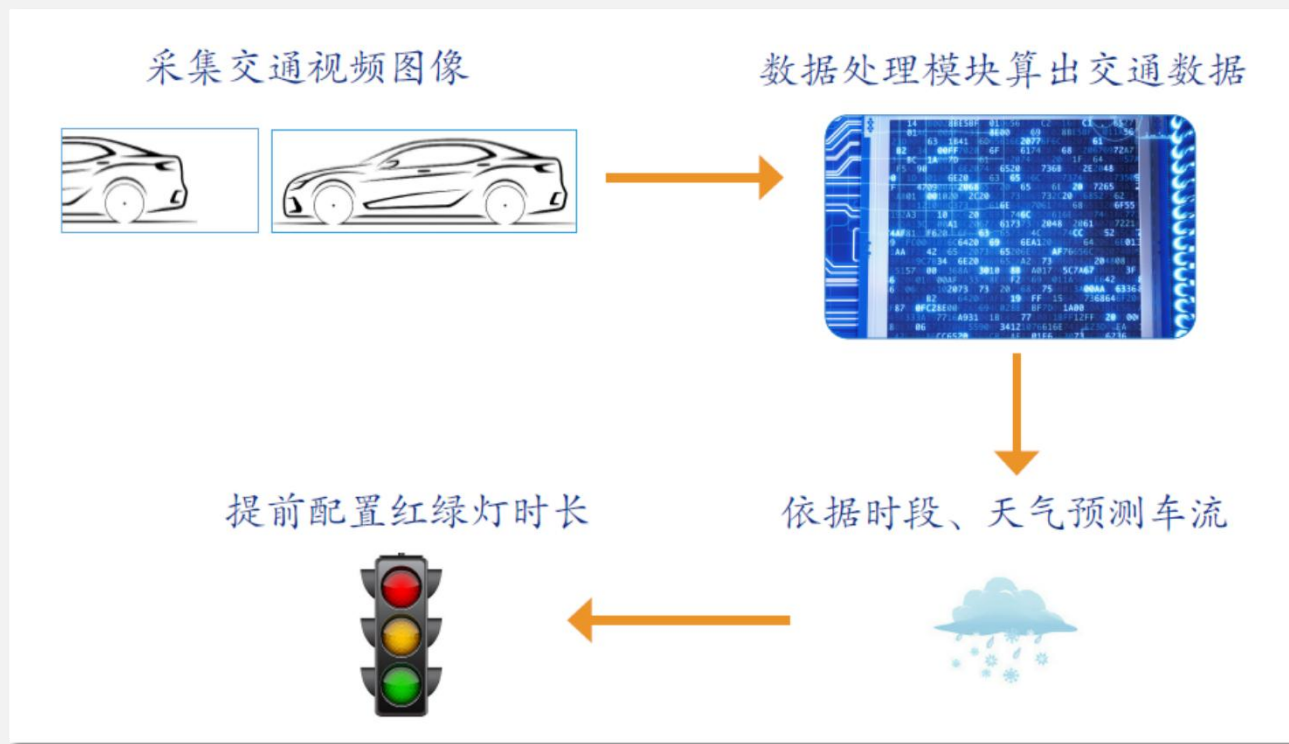 采集交通视频图像
数据处理模块算出交通数据
依据时段、天气预测车流
提前配置红绿灯时长